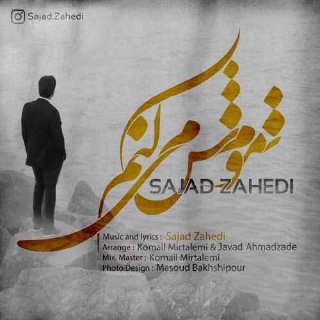 Sajad.Zahedi
تمومش می کنم
SAJAD ZAHEDI
Music and lyrics : Sajad Zahedi
Arrange : Komail Mirtalemi & Javad Ahmadzade
Mix. Master : Komail Mirtalemi
Photo Design : Masoud Bakhshipour